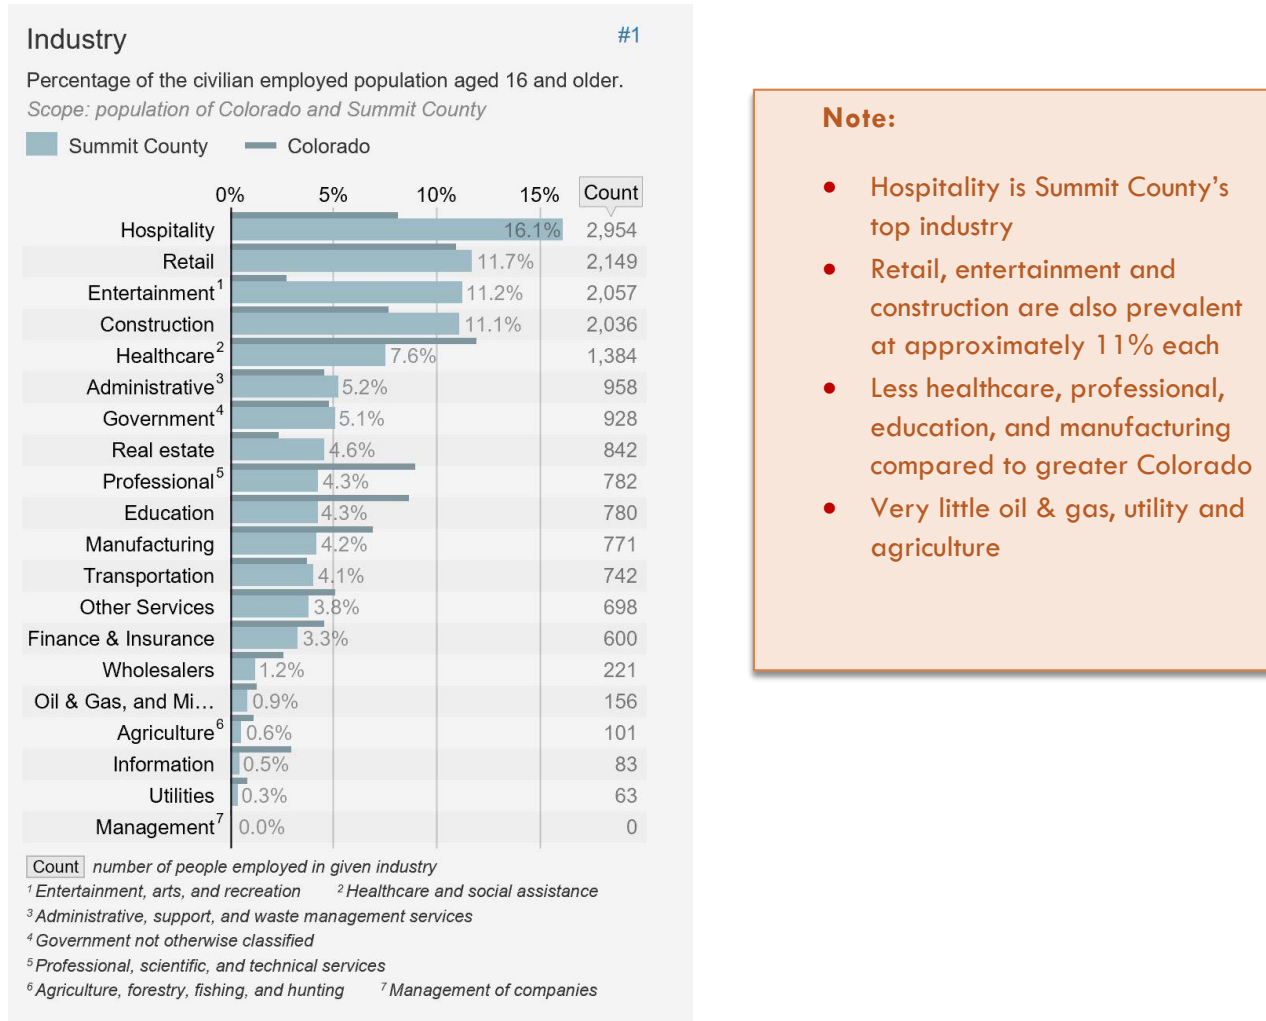 Industry #1
Percentage of the civilian employed population aged 16 and older.
Scope: population of Colorado and Summit County
Summit County Colorado
0% 5% 10% 15% Count
Hospitality 16.1% 2,954
Retail 11.7% 2,149
Entertainment¹ 11.2% 2,057
Construction 11.1% 2,036
Healthcare² 7.6% 1,384
Administrative³ 5.2% 958
Government⁴ 5.1% 928
Real estate 4.6% 842
Professional⁵ 4.3% 782
Education 4.3% 780
Manufacturing 4.2% 771
Transportation 4.1% 742
Other Services 3.8% 698
Finance & Insurance 3.3% 600
Wholesalers 1.2% 221
Oil & Gas, and Mi... 0.9% 156
Agriculture⁶ 0.6% 101
Information 0.5% 83
Utilities 0.3% 63
Management⁷ 0.0% 0
Count number of people employed in given industry
¹ Entertainment, arts, and recreation ² Healthcare and social assistance
³ Administrative, support, and waste management services
⁴ Government not otherwise classified
⁵ Professional, scientific, and technical services
⁶ Agriculture, forestry, fishing, and hunting ⁷ Management of companies
Note:
• Hospitality is Summit County's
top industry
• Retail, entertainment and
construction are also prevalent
at approximately 11% each
• Less healthcare, professional,
education, and manufacturing
compared to greater Colorado
• Very little oil & gas, utility and
agriculture